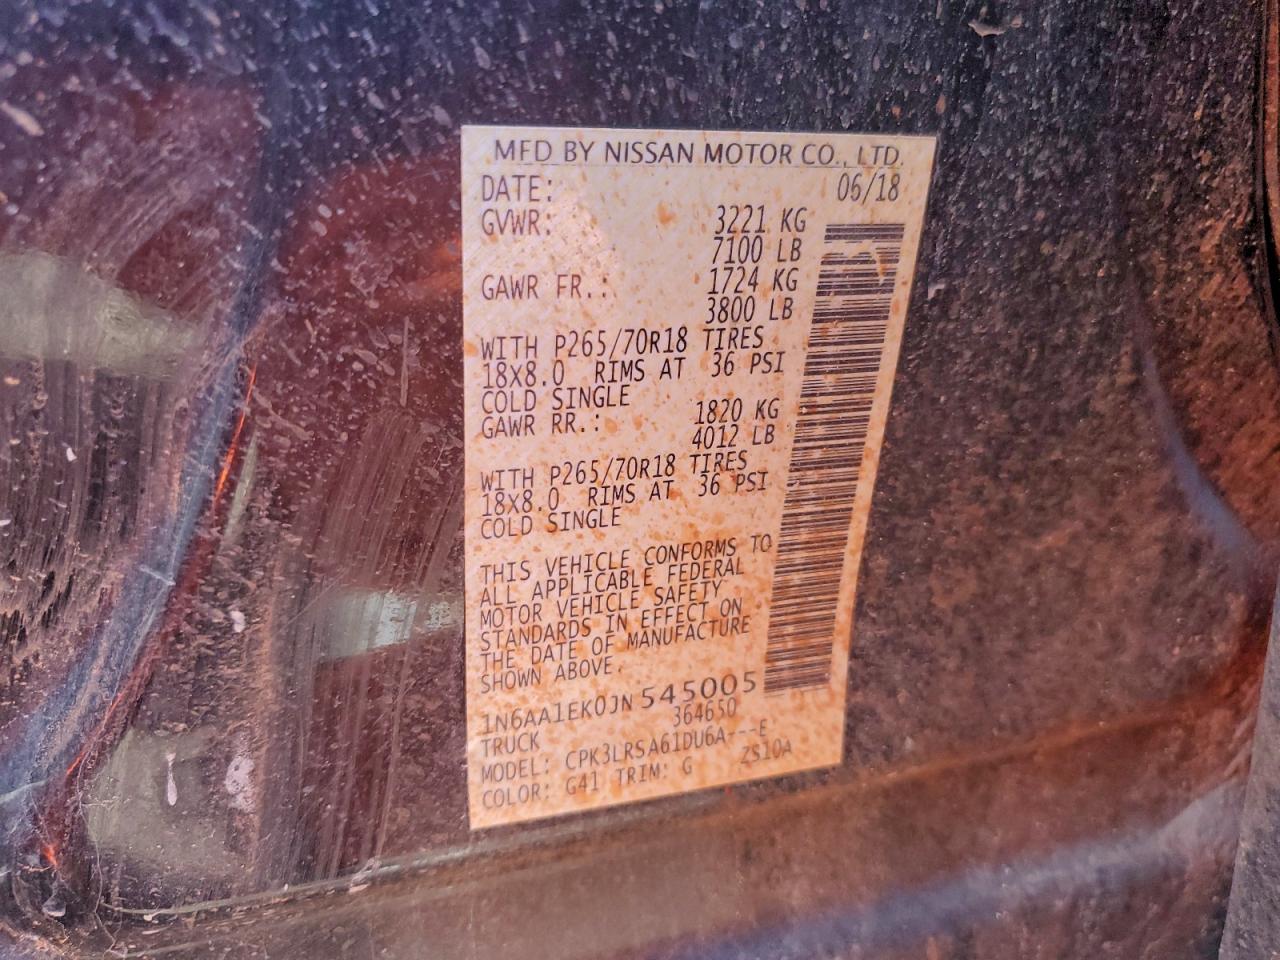 MFD BY NISSAN MOTOR CO., LTD.
DATE: 06/18
GVWR: 3221 KG
7100 LB
GAWR FR.: 1724 KG
3800 LB
WITH P265/70R18 TIRES
18X8.0 RIMS AT 36 PSI
COLD SINGLE
GAWR RR.: 1820 KG
4012 LB
WITH P265/70R18 TIRES
18X8.0 RIMS AT 36 PSI
COLD SINGLE
THIS VEHICLE CONFORMS TO
ALL APPLICABLE FEDERAL
MOTOR VEHICLE SAFETY
STANDARDS IN EFFECT ON
THE DATE OF MANUFACTURE
SHOWN ABOVE.
1N6AA1EK0JN545005
TRUCK 364650
MODEL: CPK3LRSA61DU6A---E
COLOR: G41 TRIM: G ZS10A